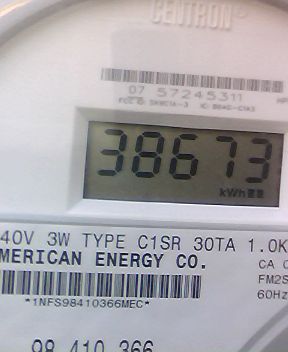 CENTRON®
07 57245311
38673
kWh
40V 3W TYPE C1SR 30TA 1.0K
MERICAN ENERGY CO.
CA 0
FM2S
60Hz
*1NFS98410366MEC*
98 410 366